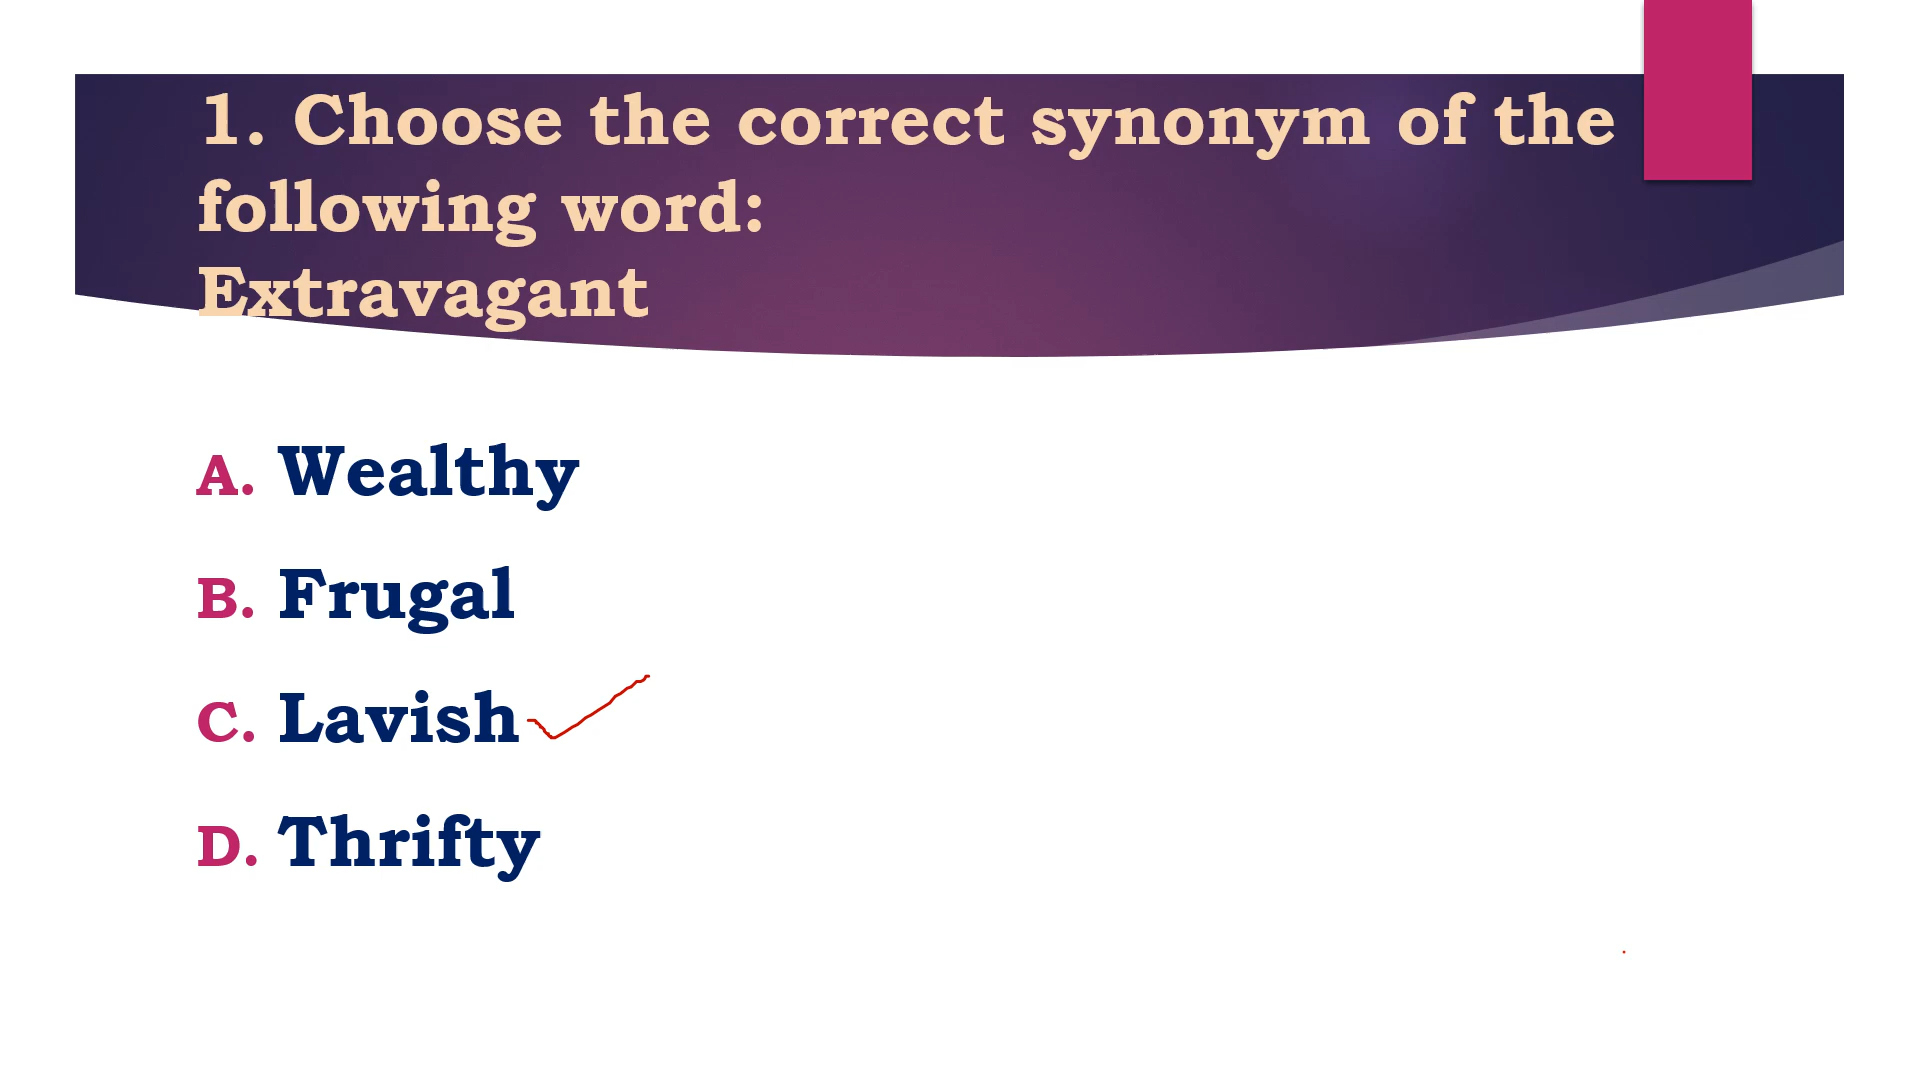 1. Choose the correct synonym of the
following word:
Extravagant
A. Wealthy
B. Frugal
C. Lavish
D. Thrifty